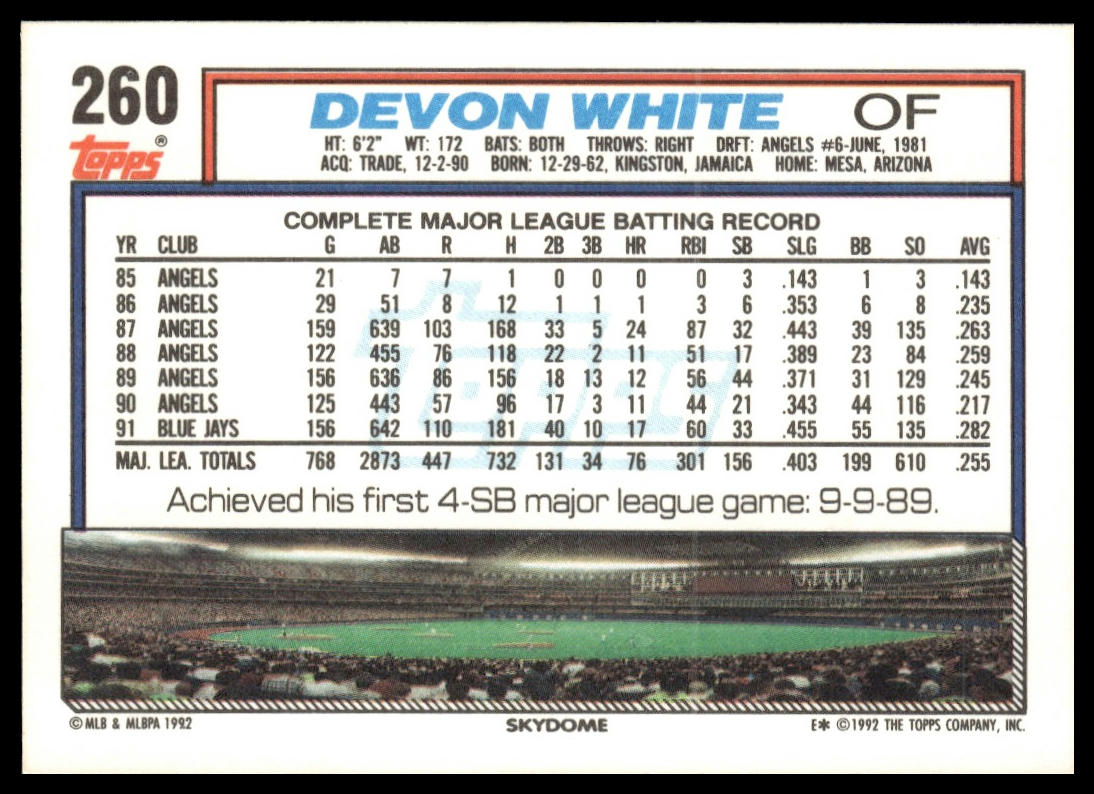 260
topps®
DEVON WHITE OF
HT: 6'2" WT: 172 BATS: BOTH THROWS: RIGHT DRFT: ANGELS #6-JUNE, 1981
ACQ: TRADE, 12-2-90 BORN: 12-29-62, KINGSTON, JAMAICA HOME: MESA, ARIZONA
COMPLETE MAJOR LEAGUE BATTING RECORD
YR CLUB G AB R H 2B 3B HR RBI SB SLG BB SO AVG
85 ANGELS 21 7 7 1 0 0 0 0 3 .143 1 3 .143
86 ANGELS 29 51 8 12 1 1 1 3 6 .353 6 8 .235
87 ANGELS 159 639 103 168 33 5 24 87 32 .443 39 135 .263
88 ANGELS 122 455 76 118 22 2 11 51 17 .389 23 84 .259
89 ANGELS 156 636 86 156 18 13 12 56 44 .371 31 129 .245
90 ANGELS 125 443 57 96 17 3 11 44 21 .343 44 116 .217
91 BLUE JAYS 156 642 110 181 40 10 17 60 33 .455 55 135 .282
MAJ. LEA. TOTALS 768 2873 447 732 131 34 76 301 156 .403 199 610 .255
Topps
Achieved his first 4-SB major league game: 9-9-89.
© MLB & MLBPA 1992 SKYDOME E* © 1992 THE TOPPS COMPANY, INC.